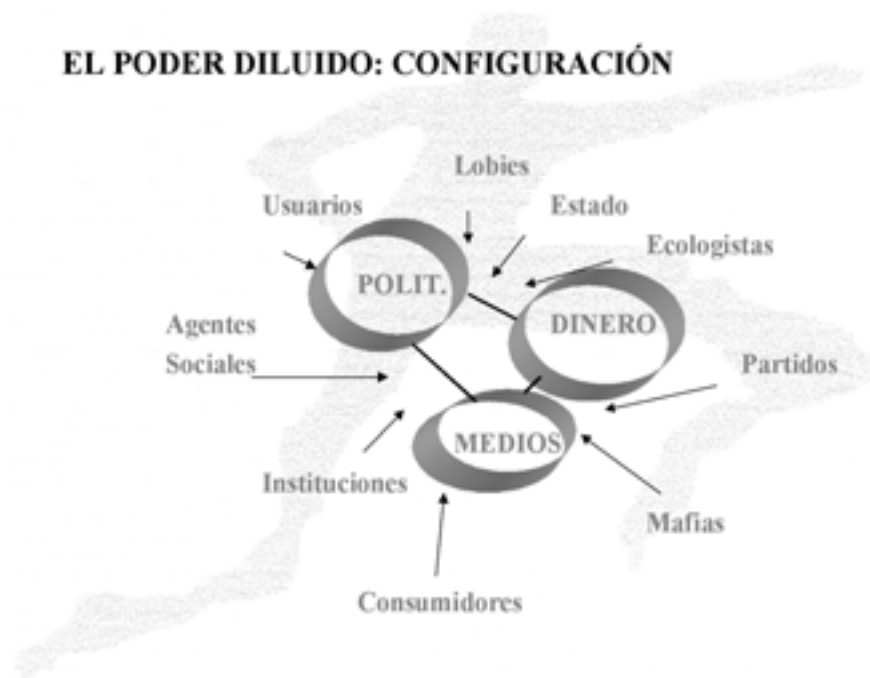 EL PODER DILUIDO: CONFIGURACIÓN
Lobies
Usuarios
Estado
Ecologistas
POLIT.
DINERO
Agentes
Sociales
Partidos
MEDIOS
Instituciones
Mafias
Consumidores